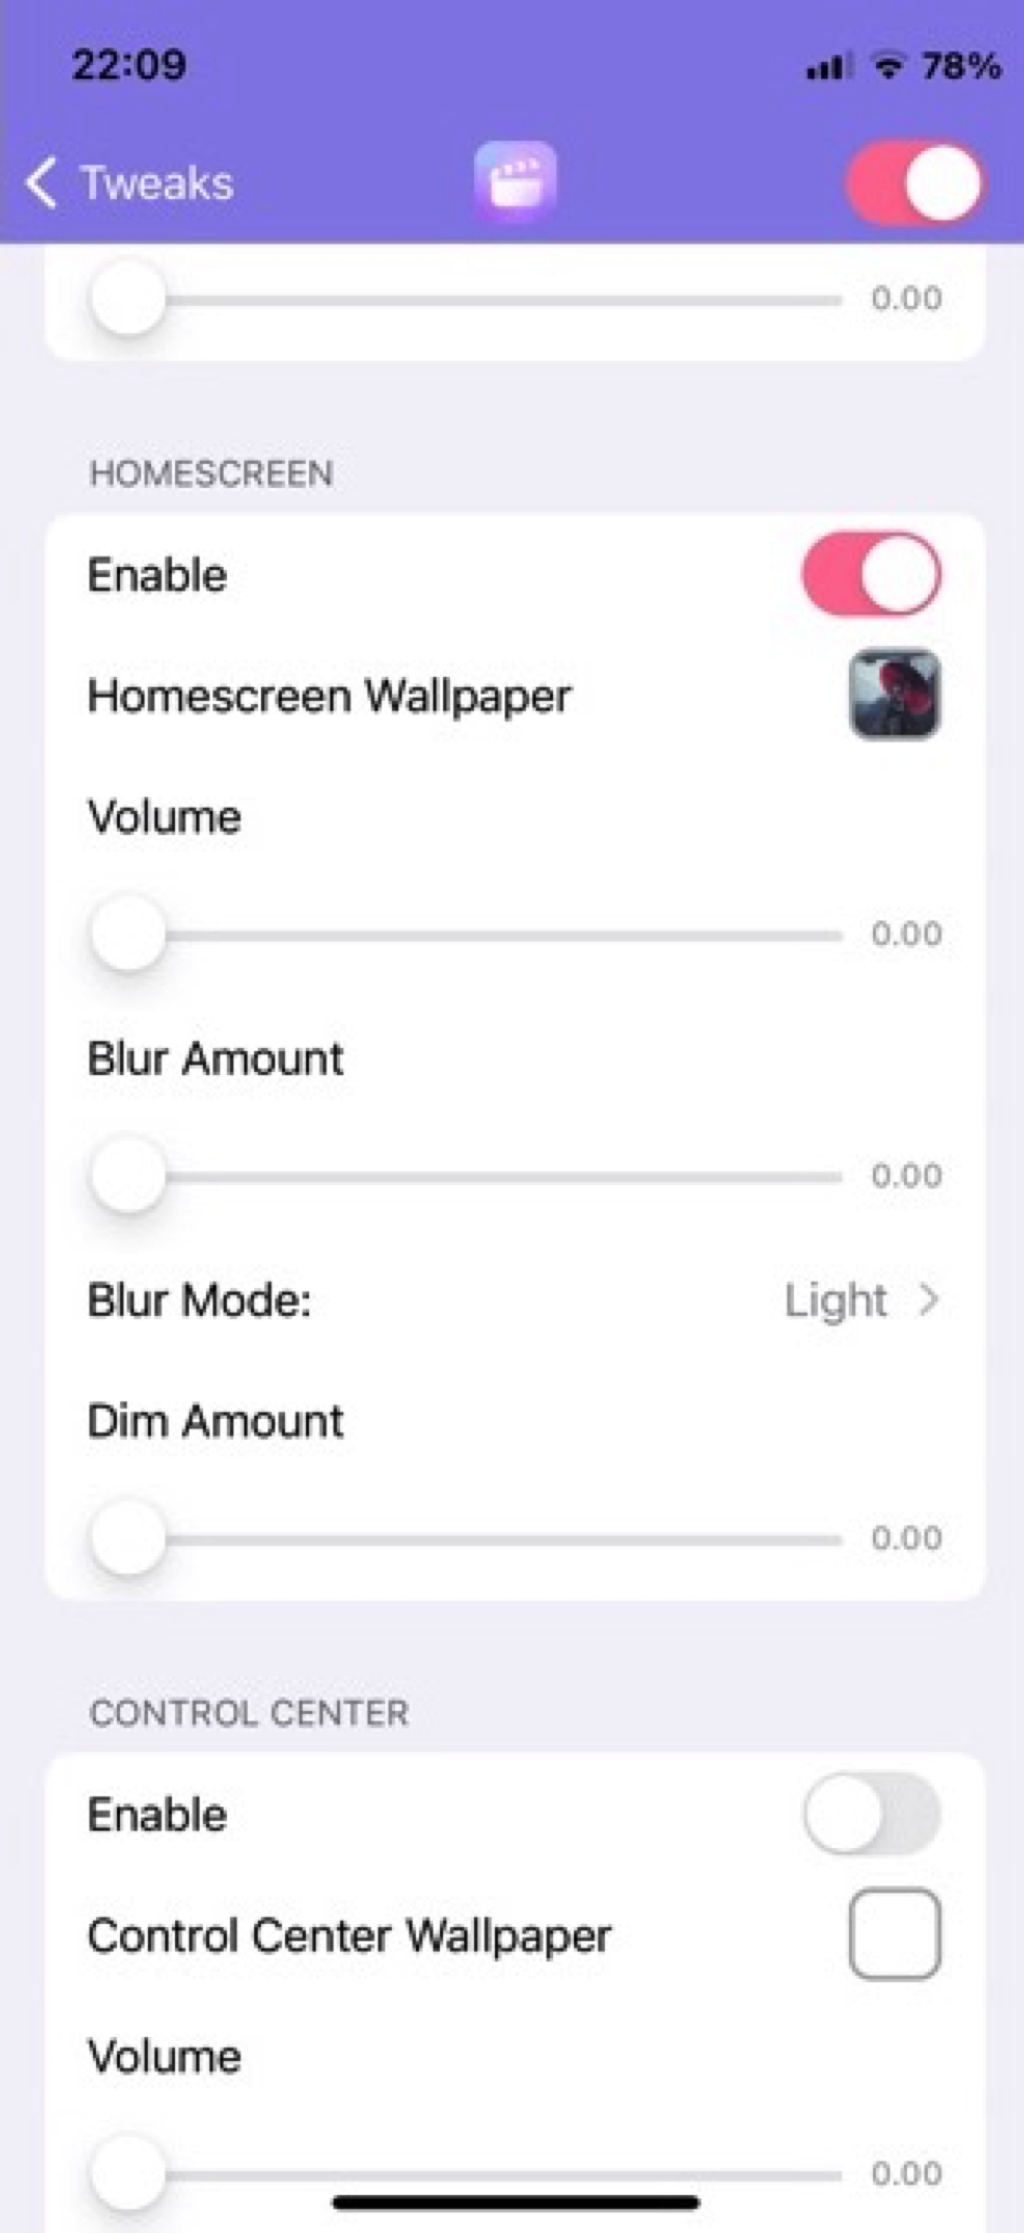 22:09
78%
Tweaks
0.00
HOMESCREEN
Enable
Homescreen Wallpaper
Volume
0.00
Blur Amount
0.00
Blur Mode:
Light
Dim Amount
0.00
CONTROL CENTER
Enable
Control Center Wallpaper
Volume
0.00